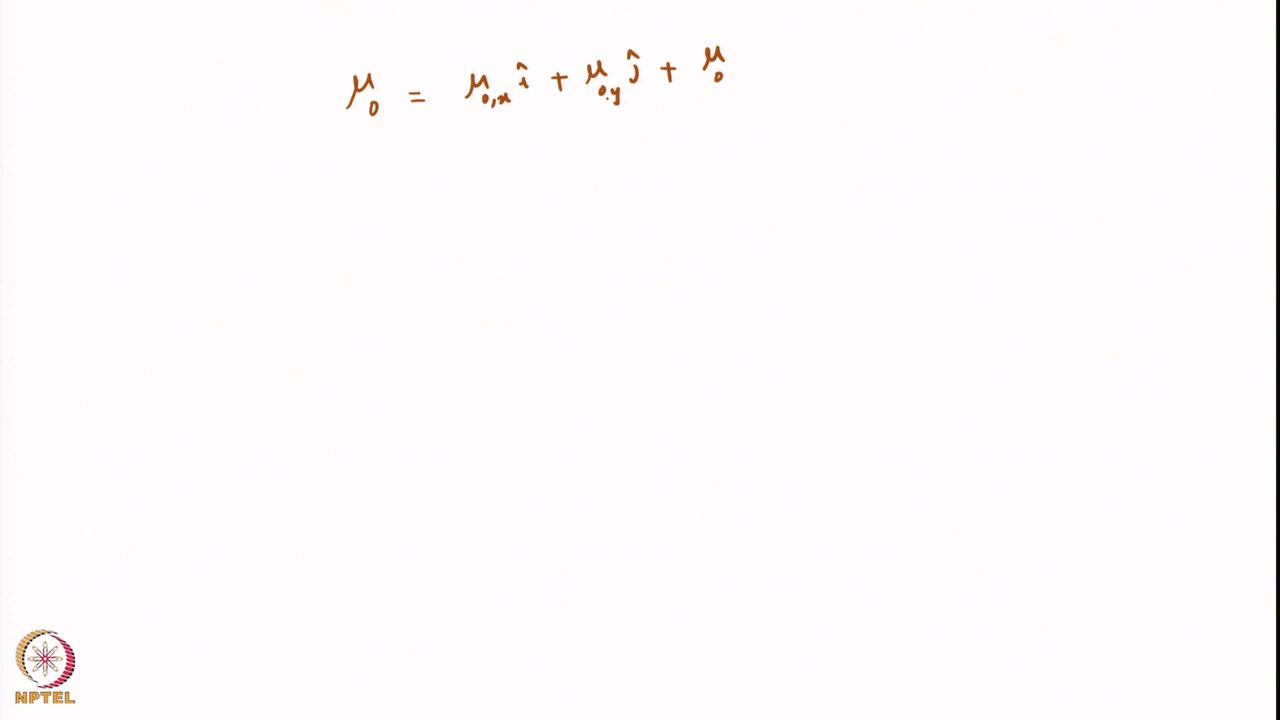 μ₀ = μ₀,ₓ î + μ₀.y ĵ + μ₀
NPTEL